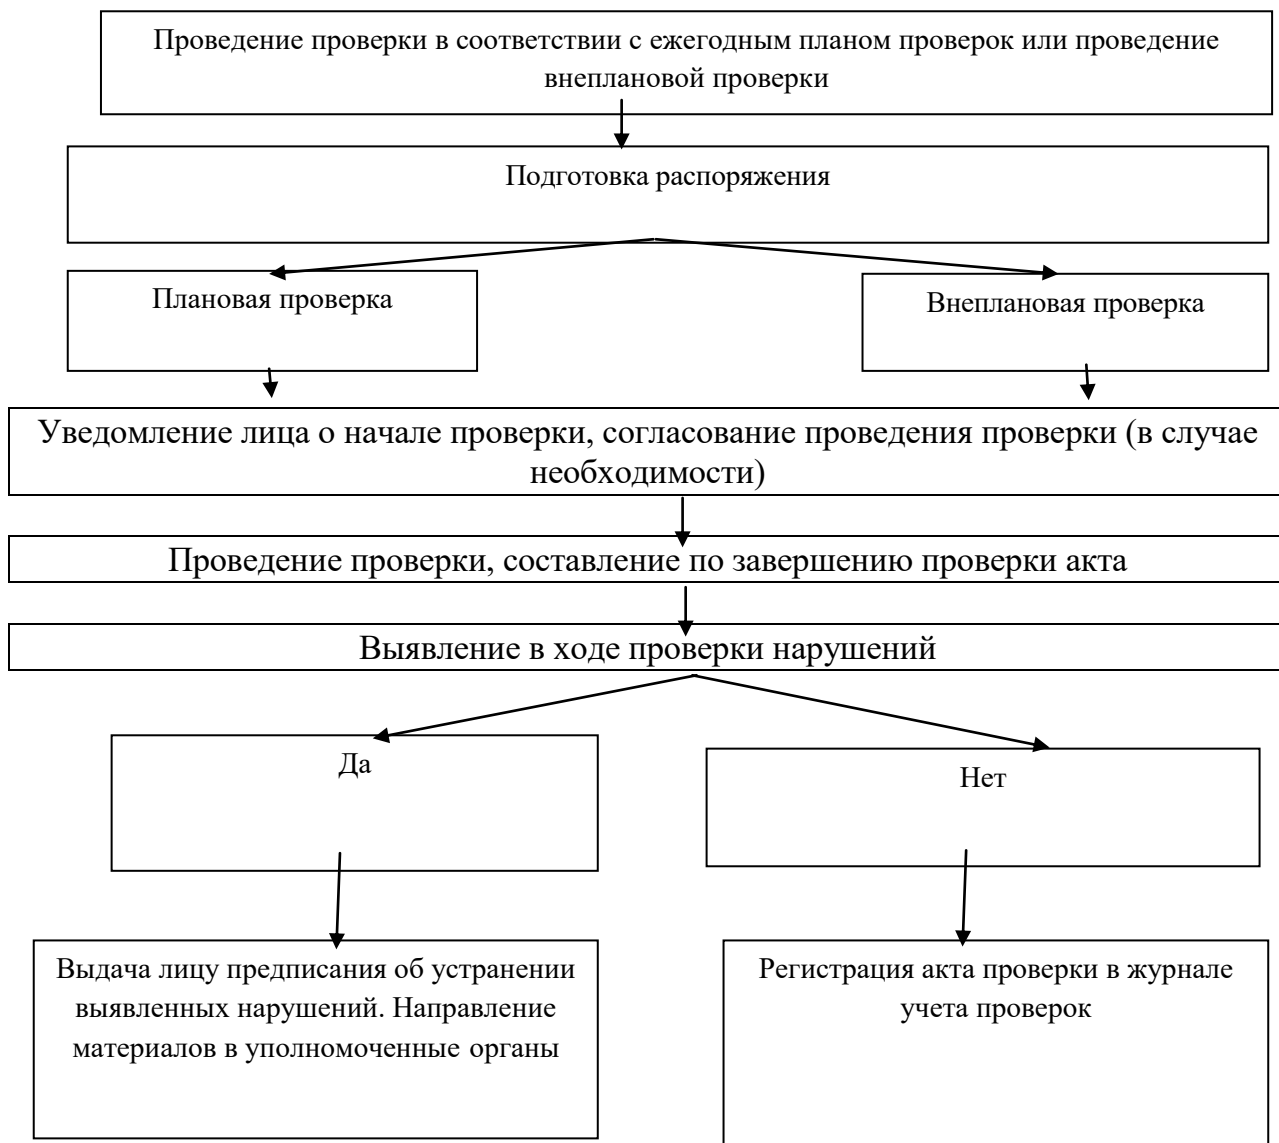 Проведение проверки в соответствии с ежегодным планом проверок или проведение
внеплановой проверки
Подготовка распоряжения
Плановая проверка
Внеплановая проверка
Уведомление лица о начале проверки, согласование проведения проверки (в случае
необходимости)
Проведение проверки, составление по завершению проверки акта
Выявление в ходе проверки нарушений
Да
Нет
Выдача лицу предписания об устранении
выявленных нарушений. Направление
материалов в уполномоченные органы
Регистрация акта проверки в журнале
учета проверок